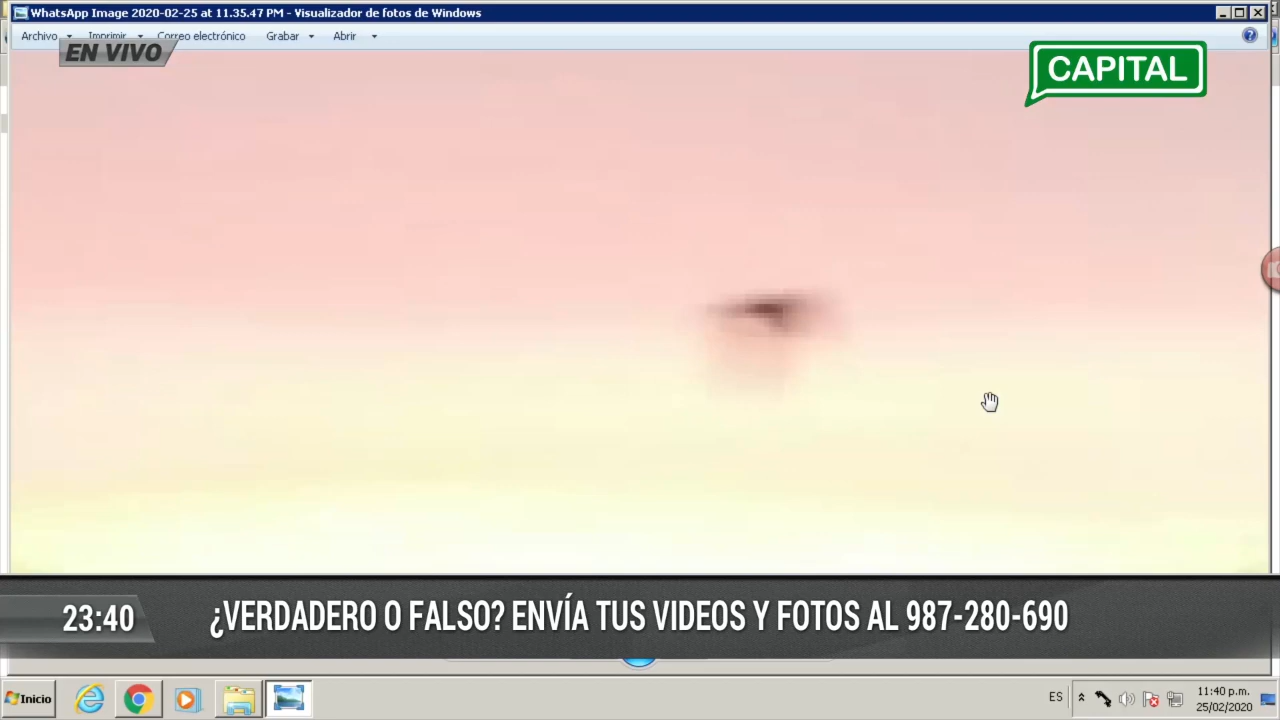 WhatsApp Image 2020-02-25 at 11.35.47 PM - Visualizador de fotos de Windows
Archivo Imprimir Correo electrónico Grabar Abrir
EN VIVO
CAPITAL
23:40 ¿VERDADERO O FALSO? ENVÍA TUS VIDEOS Y FOTOS AL 987-280-690
Inicio
ES
11:40 p.m.
25/02/2020